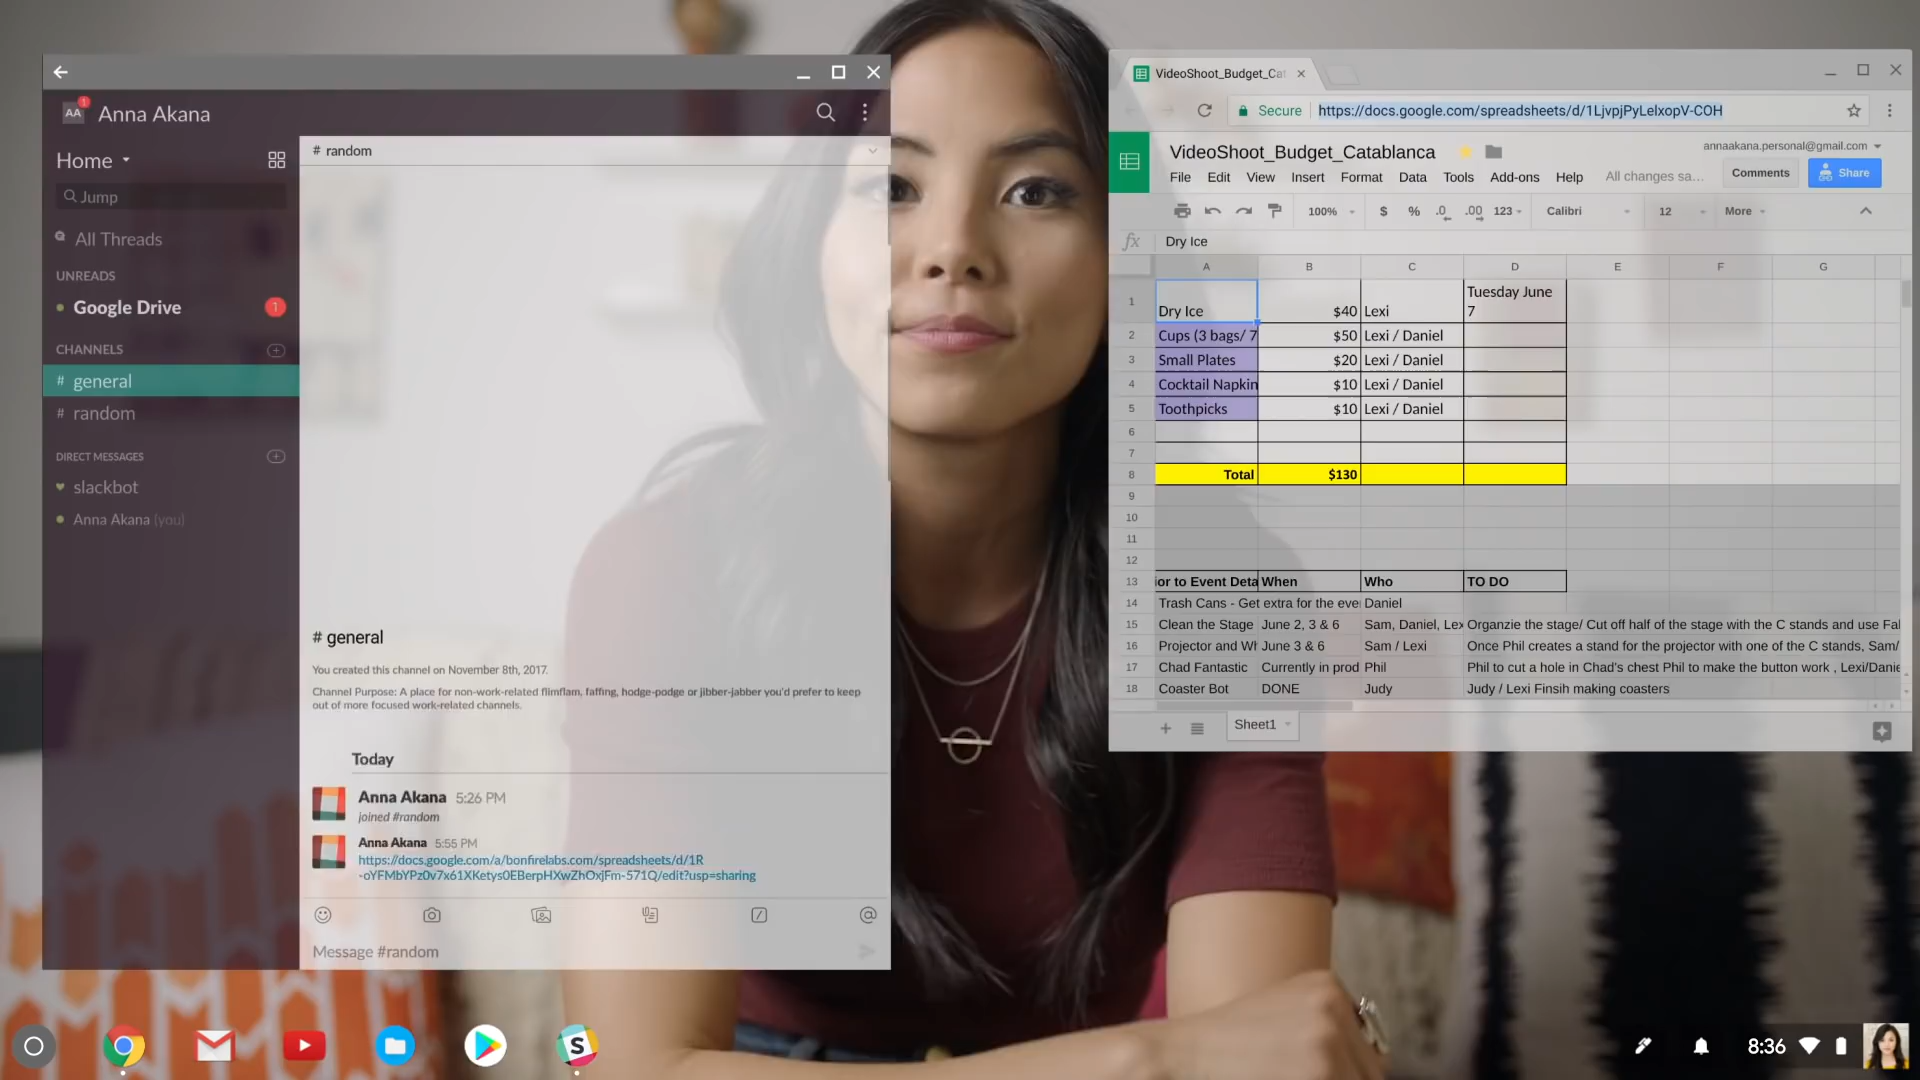 AA
1
Anna Akana
Home
Jump
All Threads
UNREADS
Google Drive
1
CHANNELS
# general
# random
DIRECT MESSAGES
slackbot
Anna Akana (you)
# random
# general
You created this channel on November 8th, 2017.
Channel Purpose: A place for non-work-related flimflam, faffing, hodge-podge or jibber-jabber you'd prefer to keep
out of more focused work-related channels.
Today
Anna Akana 5:26 PM
joined #random
Anna Akana 5:55 PM
https://docs.google.com/a/bonfirelabs.com/spreadsheets/d/1R
-oYFMbYPz0v7x61XKetys0EBerpHXwZhOxjFm-571Q/edit?usp=sharing
Message #random
VideoShoot_Budget_Cat
Secure https://docs.google.com/spreadsheets/d/1LjvpjPyLelxopV-COH
VideoShoot_Budget_Catablanca
annaakana.personal@gmail.com
File Edit View Insert Format Data Tools Add-ons Help All changes sa...
Comments Share
100% $ % .0 .00 123 Calibri 12 More
fx Dry Ice
A B C D E F G
1 Dry Ice $40 Lexi Tuesday June
7
2 Cups (3 bags/ 7 $50 Lexi / Daniel
3 Small Plates $20 Lexi / Daniel
4 Cocktail Napkin $10 Lexi / Daniel
5 Toothpicks $10 Lexi / Daniel
6
7
8 Total $130
9
10
11
12
13 ior to Event Deta When Who TO DO
14 Trash Cans - Get extra for the eve Daniel
15 Clean the Stage June 2, 3 & 6 Sam, Daniel, Lex Organzie the stage/ Cut off half of the stage with the C stands and use Fal
16 Projector and Wh June 3 & 6 Sam / Lexi Once Phil creates a stand for the projector with one of the C stands, Sam/
17 Chad Fantastic Currently in prod Phil Phil to cut a hole in Chad's chest Phil to make the button work , Lexi/Danie
18 Coaster Bot DONE Judy Judy / Lexi Finsih making coasters
Sheet1
S
8:36